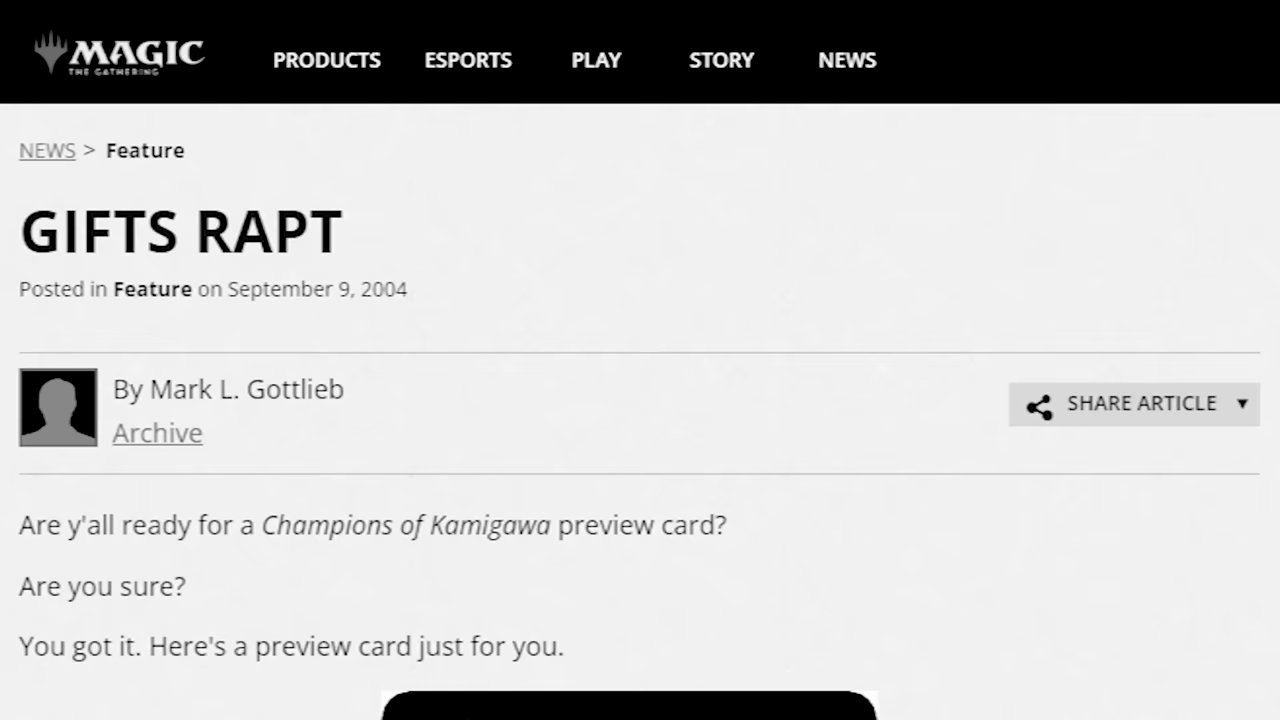 MAGIC
THE GATHERING
PRODUCTS ESPORTS PLAY STORY NEWS
NEWS > Feature
GIFTS RAPT
Posted in Feature on September 9, 2004
By Mark L. Gottlieb
Archive
SHARE ARTICLE ▼
Are y'all ready for a Champions of Kamigawa preview card?
Are you sure?
You got it. Here's a preview card just for you.